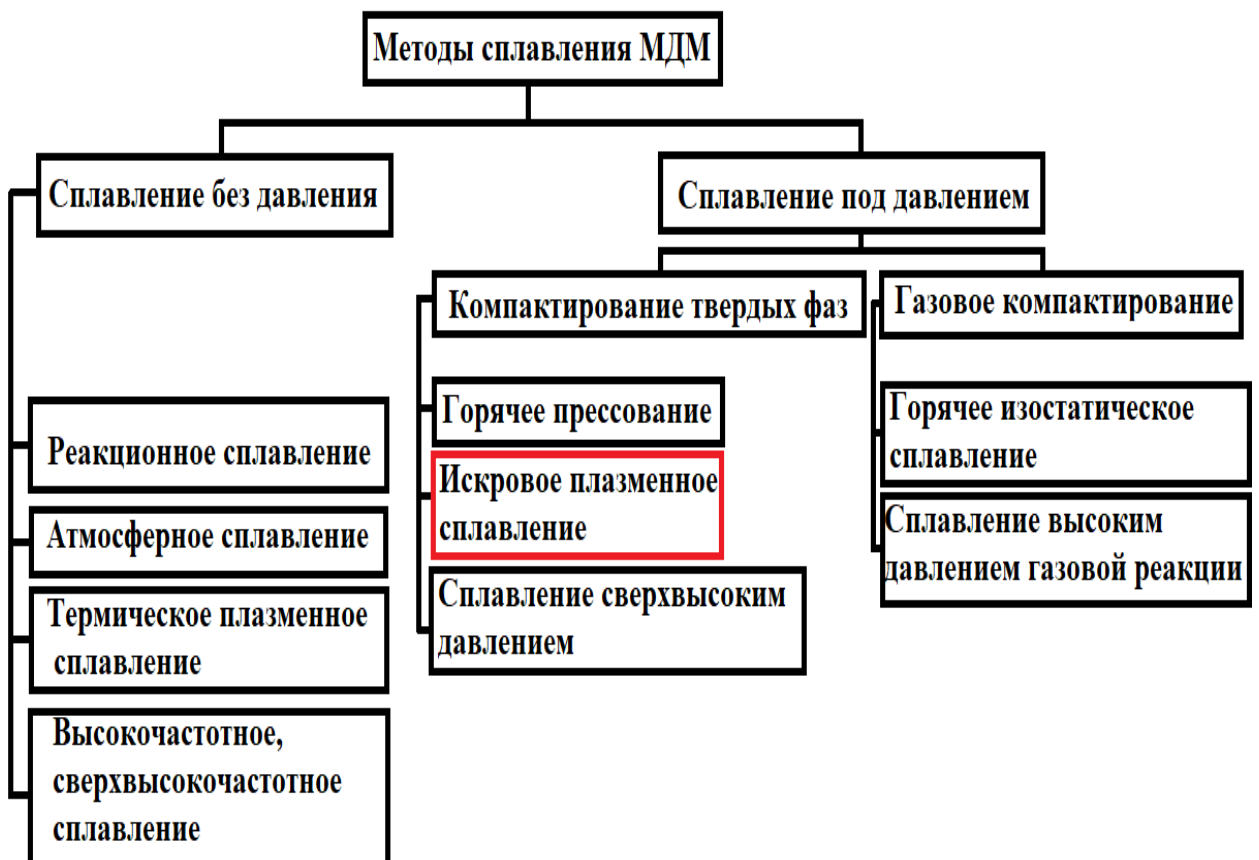 Методы сплавления МДМ
Сплавление без давления
Сплавление под давлением
Компактирование твердых фаз
Газовое компактирование
Реакционное сплавление
Атмосферное сплавление
Термическое плазменное
сплавление
Высокочастотное,
сверхвысокочастотное
сплавление
Горячее прессование
Искровое плазменное
сплавление
Сплавление сверхвысоким
давлением
Горячее изостатическое
сплавление
Сплавление высоким
давлением газовой реакции